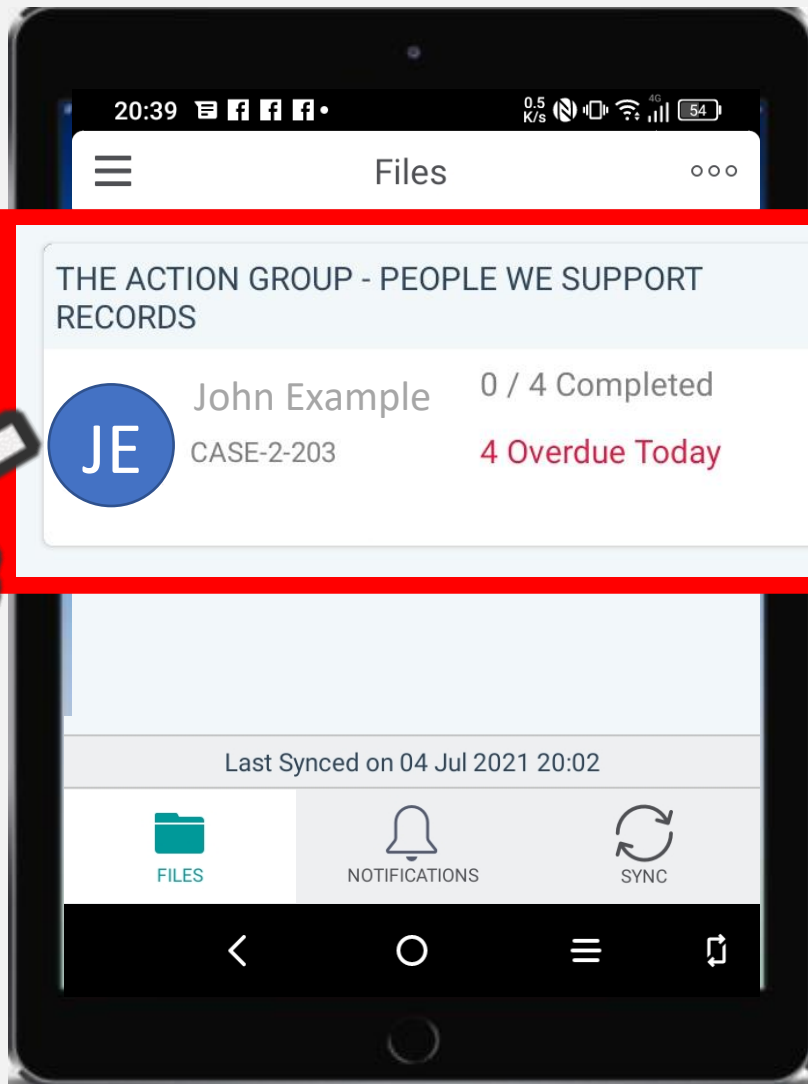 20:39
0.5 K/s 4G 54
Files
THE ACTION GROUP - PEOPLE WE SUPPORT
RECORDS
JE
John Example
0 / 4 Completed
CASE-2-203
4 Overdue Today
Last Synced on 04 Jul 2021 20:02
FILES
NOTIFICATIONS
SYNC